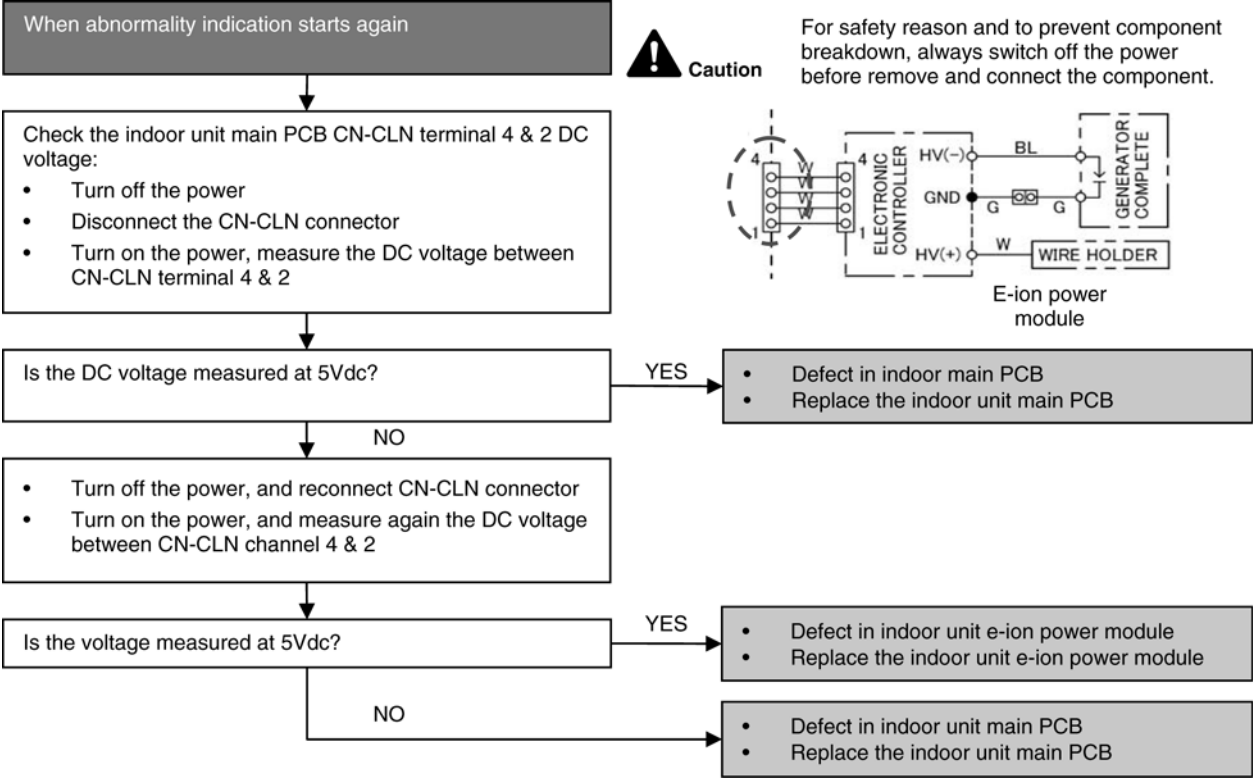 When abnormality indication starts again
Caution
For safety reason and to prevent component
breakdown, always switch off the power
before remove and connect the component.
Check the indoor unit main PCB CN-CLN terminal 4 & 2 DC
voltage:
• Turn off the power
• Disconnect the CN-CLN connector
• Turn on the power, measure the DC voltage between
CN-CLN terminal 4 & 2
4
1
W
W
W
W
4
1
ELECTRONIC
CONTROLLER
HV(−)
BL
GND
G
G
HV(+)
W
GENERATOR
COMPLETE
WIRE HOLDER
E-ion power
module
Is the DC voltage measured at 5Vdc?
YES
• Defect in indoor main PCB
• Replace the indoor unit main PCB
NO
• Turn off the power, and reconnect CN-CLN connector
• Turn on the power, and measure again the DC voltage
between CN-CLN channel 4 & 2
Is the voltage measured at 5Vdc?
YES
• Defect in indoor unit e-ion power module
• Replace the indoor unit e-ion power module
NO
• Defect in indoor unit main PCB
• Replace the indoor unit main PCB